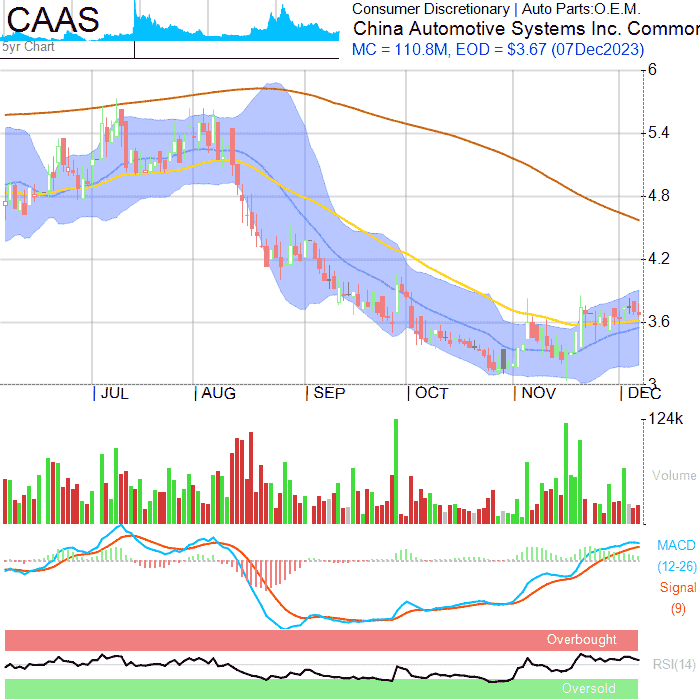 CAAS
5yr Chart
Consumer Discretionary | Auto Parts:O.E.M.
China Automotive Systems Inc. Common
MC = 110.8M, EOD = $3.67 (07Dec2023)
6
5.4
4.8
4.2
3.6
3
JUL AUG SEP OCT NOV DEC
124k
Volume
MACD
(12-26)
Signal
(9)
Overbought
RSI(14)
Oversold